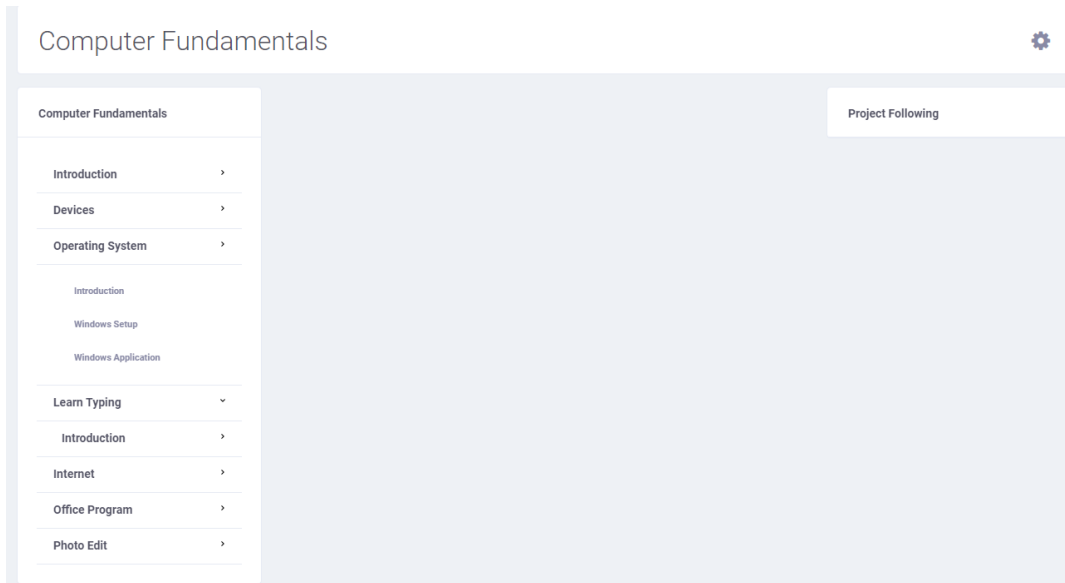 Computer Fundamentals
Computer Fundamentals
Project Following
Introduction
Devices
Operating System
Introduction
Windows Setup
Windows Application
Learn Typing
Introduction
Internet
Office Program
Photo Edit